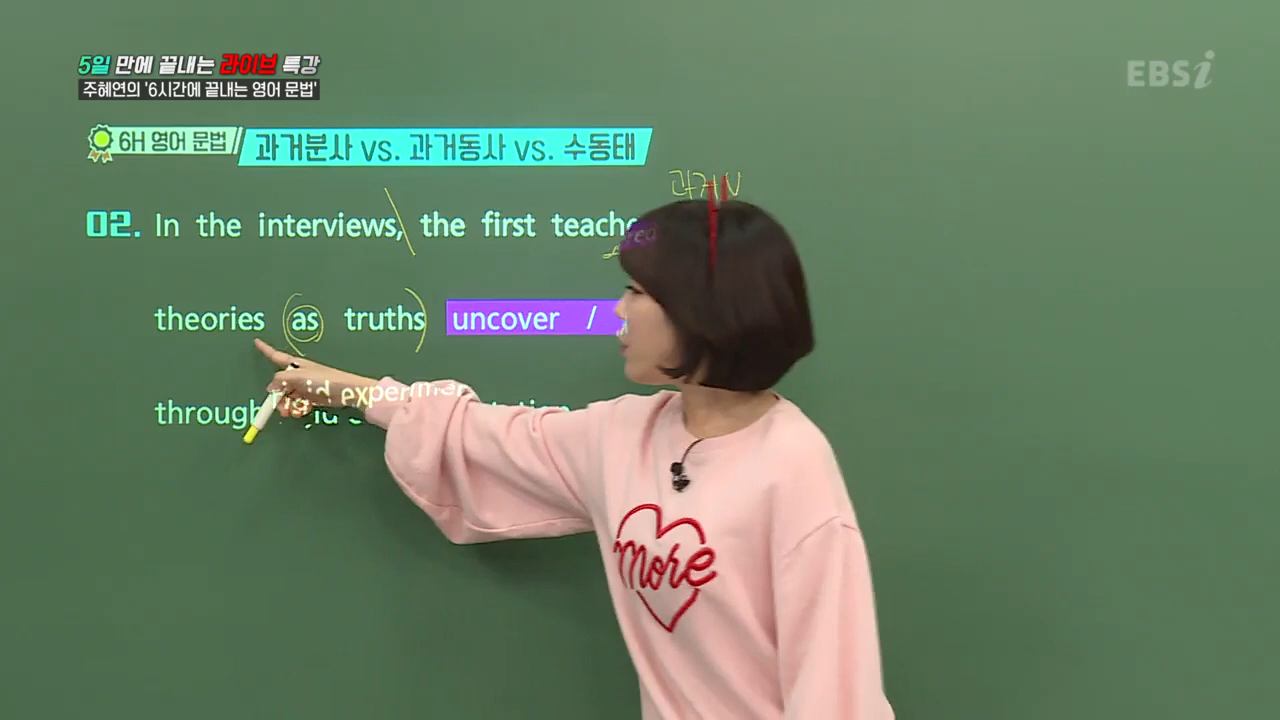 5일 만에 끝내는 라이브 특강
주혜연의 '6시간에 끝내는 영어 문법'
EBSi
6H 영어 문법
과거분사 vs. 과거동사 vs. 수동태
과거 V
02. In the interviews, the first
theories as truths uncover /
through rigid